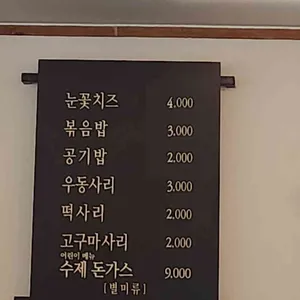 눈꽃치즈 4.000
볶음밥 3.000
공기밥 2.000
우동사리 3.000
떡사리 2.000
고구마사리 2.000
어린이 메뉴
수제 돈가스 9.000
[별미류]